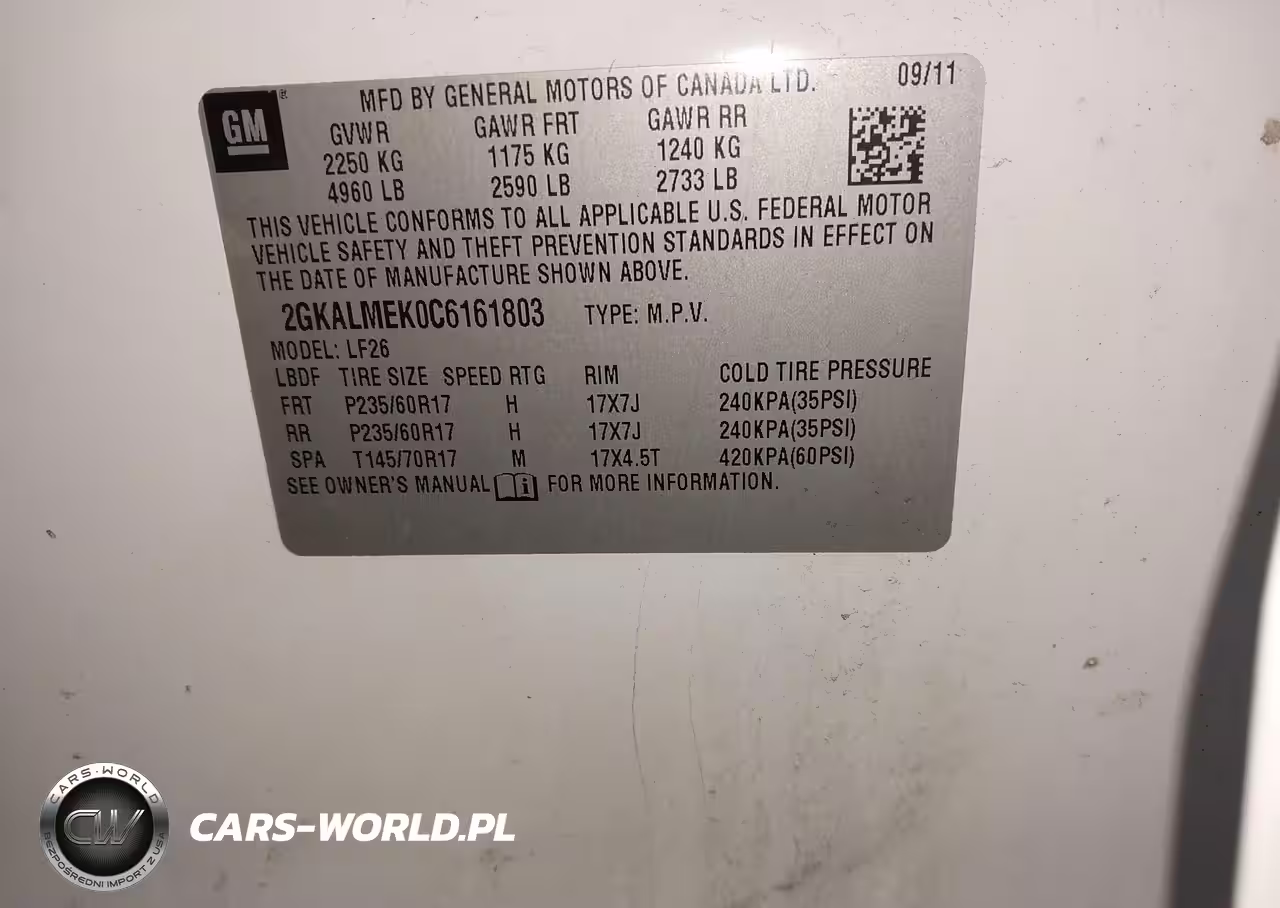 GM
MFD BY GENERAL MOTORS OF CANADA LTD. 09/11
GVWR GAWR FRT GAWR RR
2250 KG 1175 KG 1240 KG
4960 LB 2590 LB 2733 LB
THIS VEHICLE CONFORMS TO ALL APPLICABLE U.S. FEDERAL MOTOR
VEHICLE SAFETY AND THEFT PREVENTION STANDARDS IN EFFECT ON
THE DATE OF MANUFACTURE SHOWN ABOVE.
2GKALMEK0C6161803 TYPE: M.P.V.
MODEL: LF26
LBDF TIRE SIZE SPEED RTG RIM COLD TIRE PRESSURE
FRT P235/60R17 H 17X7J 240KPA(35PSI)
RR P235/60R17 H 17X7J 240KPA(35PSI)
SPA T145/70R17 M 17X4.5T 420KPA(60PSI)
SEE OWNER'S MANUAL i FOR MORE INFORMATION.
CARS-WORLD
CW
BEZPOŚREDNI IMPORT Z USA
CARS-WORLD.PL